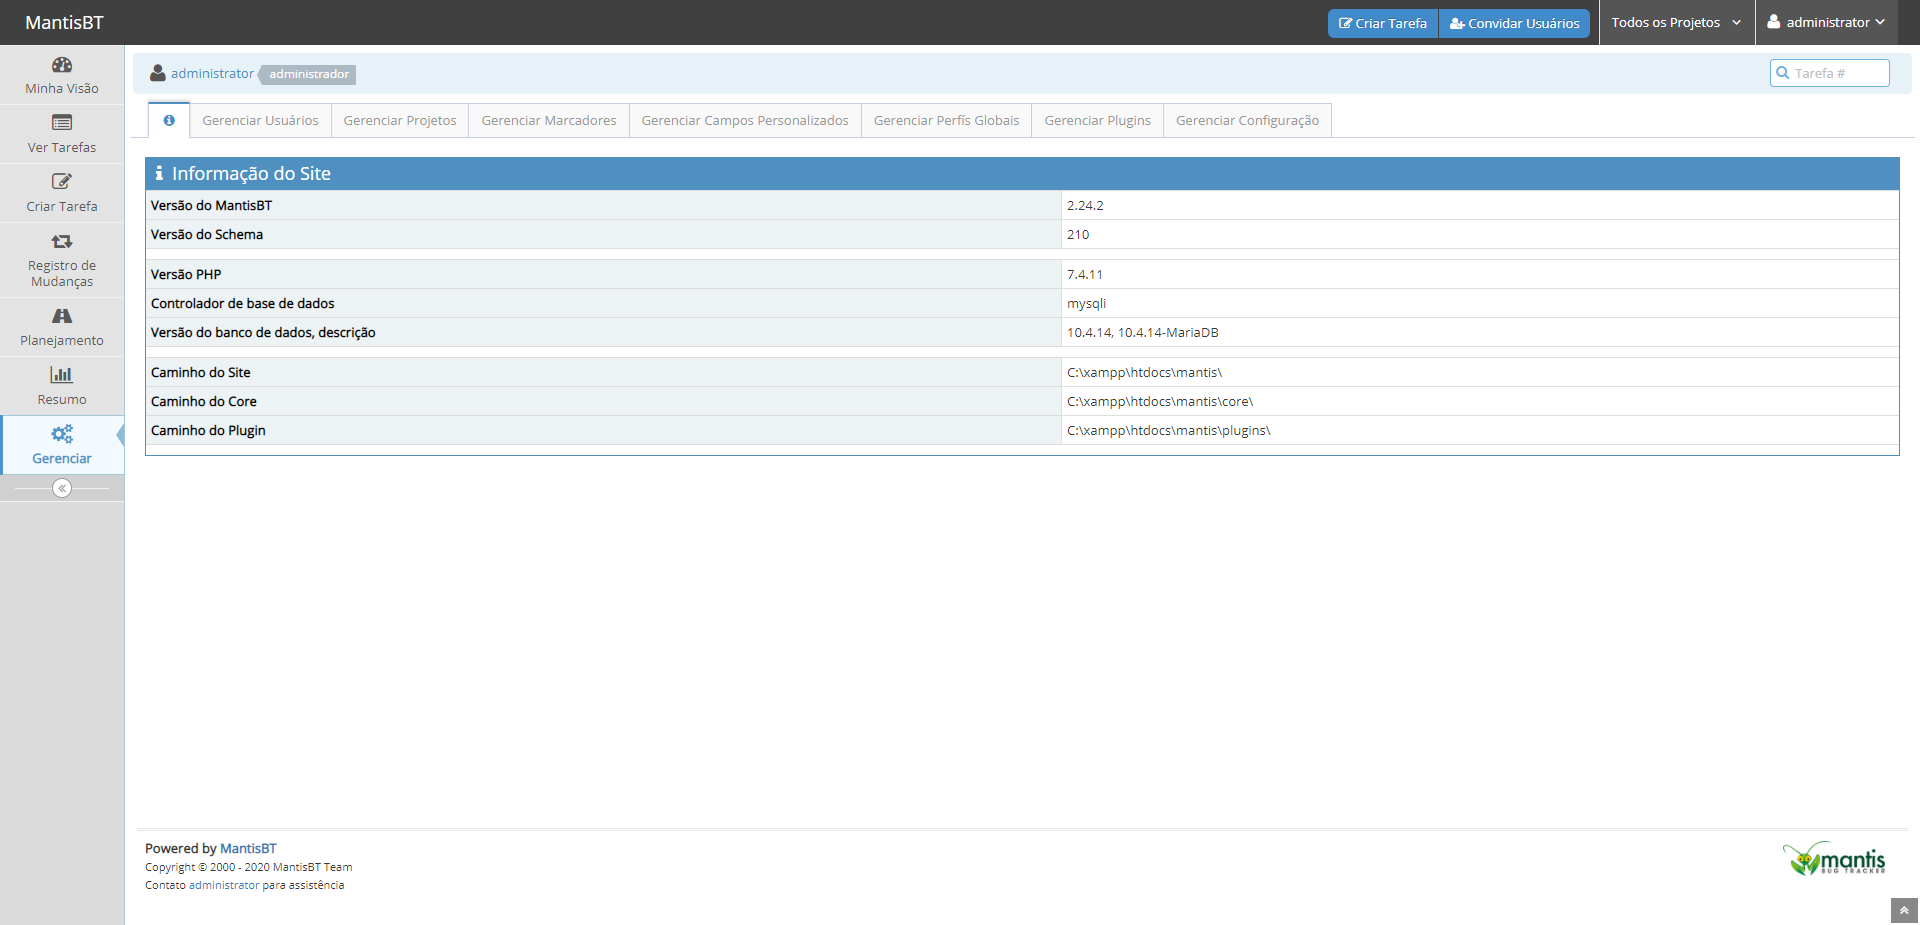 MantisBT
Criar Tarefa
Convidar Usuários
Todos os Projetos
administrator
Minha Visão
Ver Tarefas
Criar Tarefa
Registro de
Mudanças
Planejamento
Resumo
Gerenciar
administrator administrador
Tarefa #
Gerenciar Usuários
Gerenciar Projetos
Gerenciar Marcadores
Gerenciar Campos Personalizados
Gerenciar Perfís Globais
Gerenciar Plugins
Gerenciar Configuração
Informação do Site
Versão do MantisBT 2.24.2
Versão do Schema 210
Versão PHP 7.4.11
Controlador de base de dados mysqli
Versão do banco de dados, descrição 10.4.14, 10.4.14-MariaDB
Caminho do Site C:\xampp\htdocs\mantis\
Caminho do Core C:\xampp\htdocs\mantis\core\
Caminho do Plugin C:\xampp\htdocs\mantis\plugins\
Powered by MantisBT
Copyright © 2000 - 2020 MantisBT Team
Contato administrator para assistência
mantis
BUG TRACKER